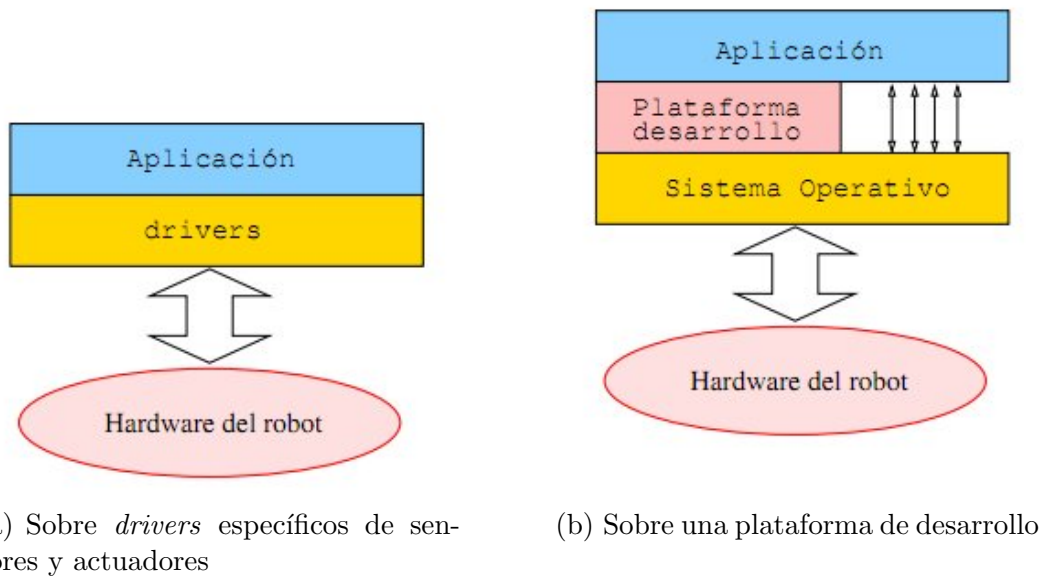 Aplicación
drivers
Hardware del robot
Aplicación
Plataforma
desarrollo
Sistema Operativo
Hardware del robot
) Sobre drivers específicos de sen-
ores y actuadores
(b) Sobre una plataforma de desarrollo